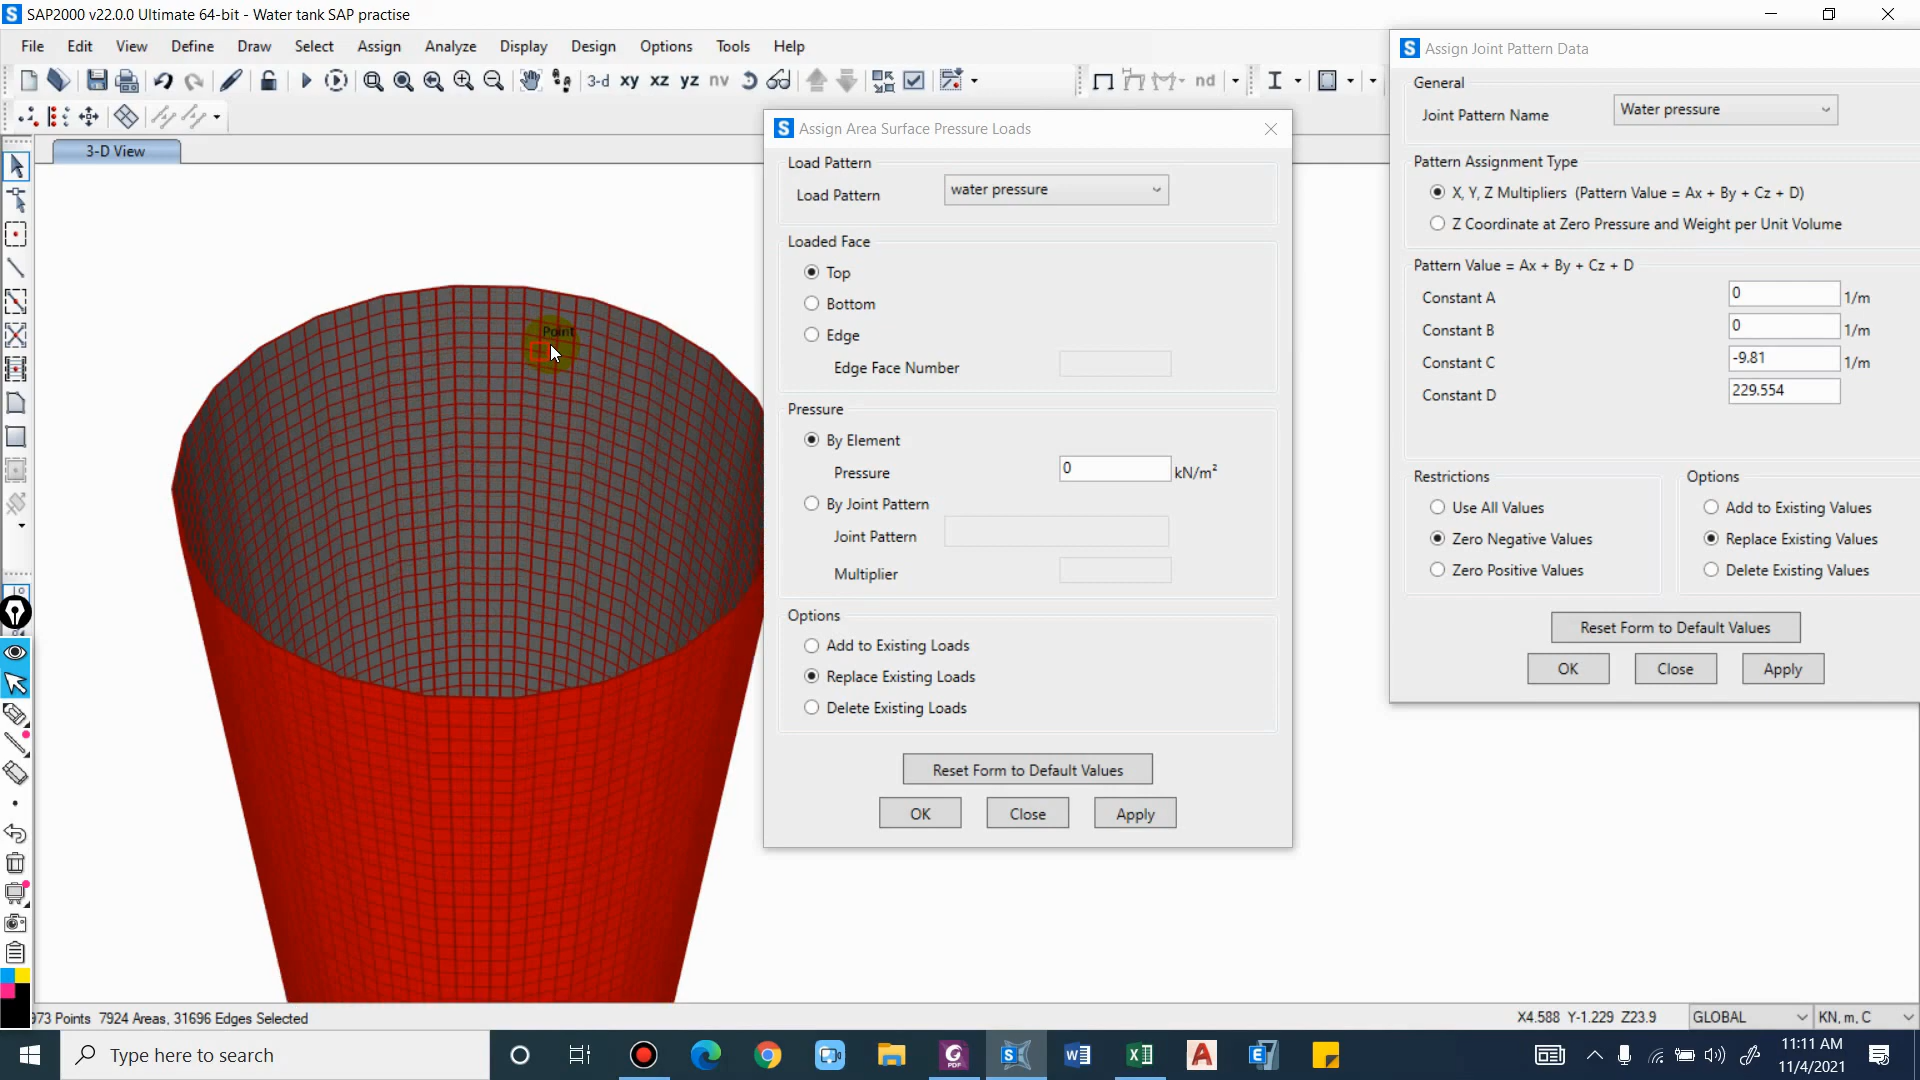 SAP2000 v22.0.0 Ultimate 64-bit - Water tank SAP practise
File Edit View Define Draw Select Assign Analyze Display Design Options Tools Help
3-d xy xz yz nv nd
3-D View
Point
Assign Area Surface Pressure Loads
Load Pattern
Load Pattern water pressure
Loaded Face
Top
Bottom
Edge
Edge Face Number
Pressure
By Element
Pressure 0 kN/m²
By Joint Pattern
Joint Pattern
Multiplier
Options
Add to Existing Loads
Replace Existing Loads
Delete Existing Loads
Reset Form to Default Values
OK Close Apply
Assign Joint Pattern Data
General
Joint Pattern Name Water pressure
Pattern Assignment Type
X, Y, Z Multipliers (Pattern Value = Ax + By + Cz + D)
Z Coordinate at Zero Pressure and Weight per Unit Volume
Pattern Value = Ax + By + Cz + D
Constant A 0 1/m
Constant B 0 1/m
Constant C -9.81 1/m
Constant D 229.554
Restrictions
Use All Values
Zero Negative Values
Zero Positive Values
Options
Add to Existing Values
Replace Existing Values
Delete Existing Values
Reset Form to Default Values
OK Close Apply
973 Points 7924 Areas, 31696 Edges Selected
X4.588 Y-1.229 Z23.9 GLOBAL KN, m, C
Type here to search
11:11 AM
11/4/2021